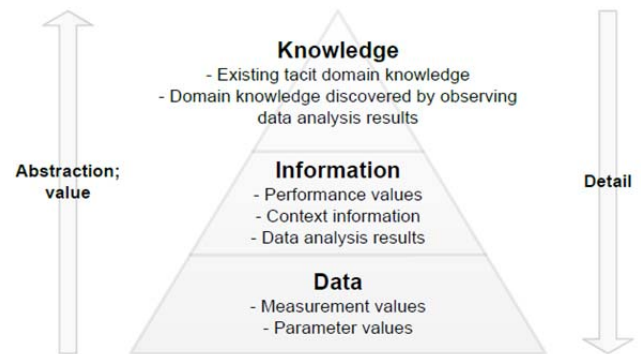 Knowledge
- Existing tacit domain knowledge
- Domain knowledge discovered by observing
data analysis results
Abstraction;
value
Information
- Performance values
- Context information
- Data analysis results
Detail
Data
- Measurement values
- Parameter values